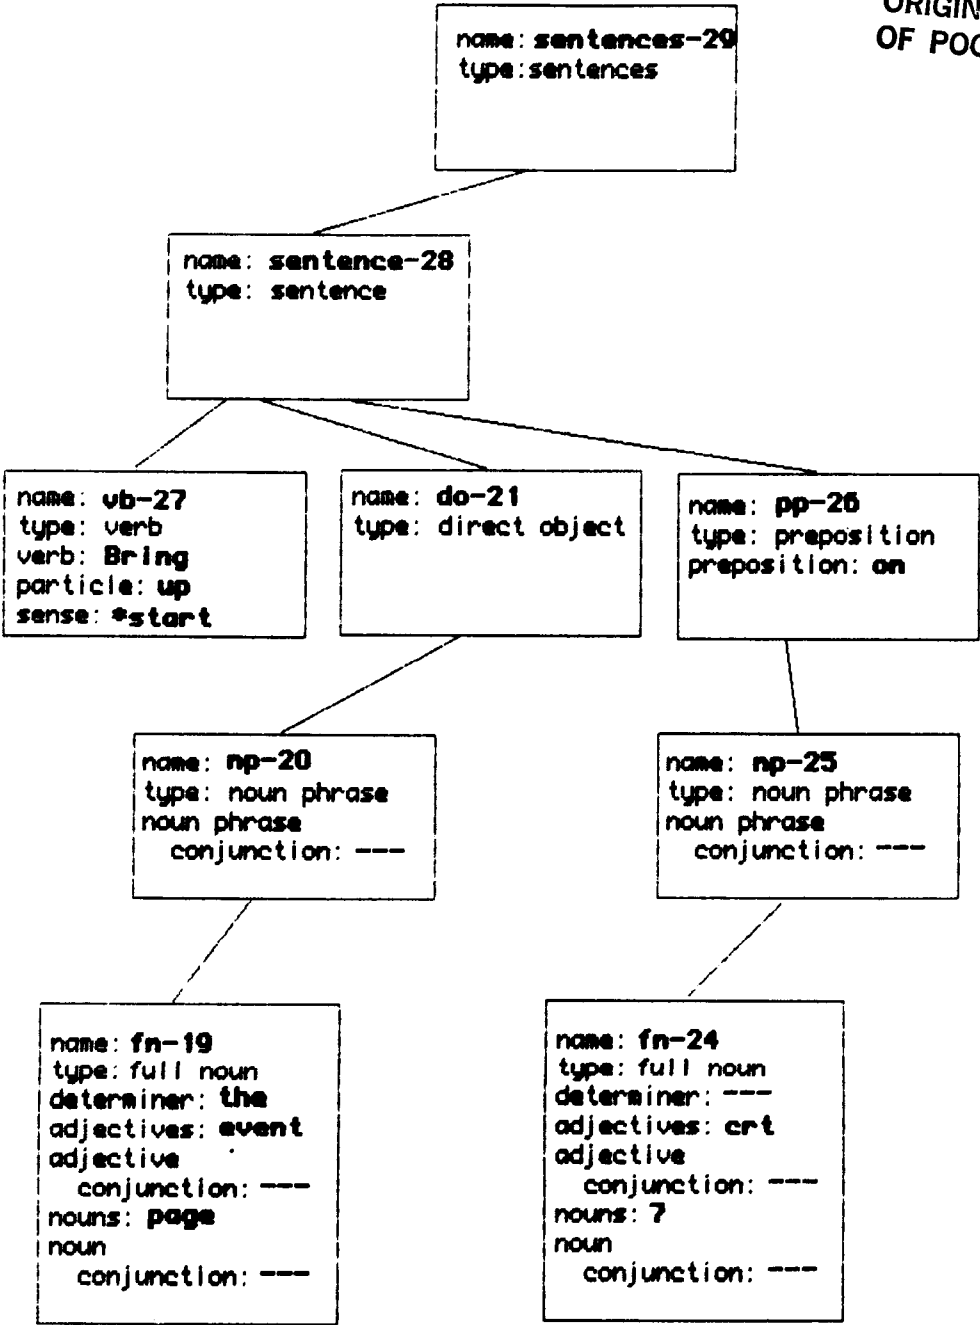 ORIGIN
OF POO
name: sentences-29
type:sentences
name: sentence-28
type: sentence
name: vb-27
type: verb
verb: Bring
particle: up
sense: *start
name: do-21
type: direct object
name: pp-26
type: preposition
preposition: on
name: np-20
type: noun phrase
noun phrase
conjunction: ---
name: np-25
type: noun phrase
noun phrase
conjunction: ---
name: fn-19
type: full noun
determiner: the
adjectives: event
adjective
conjunction: ---
nouns: page
noun
conjunction: ---
name: fn-24
type: full noun
determiner: ---
adjectives: crt
adjective
conjunction: ---
nouns: 7
noun
conjunction: ---